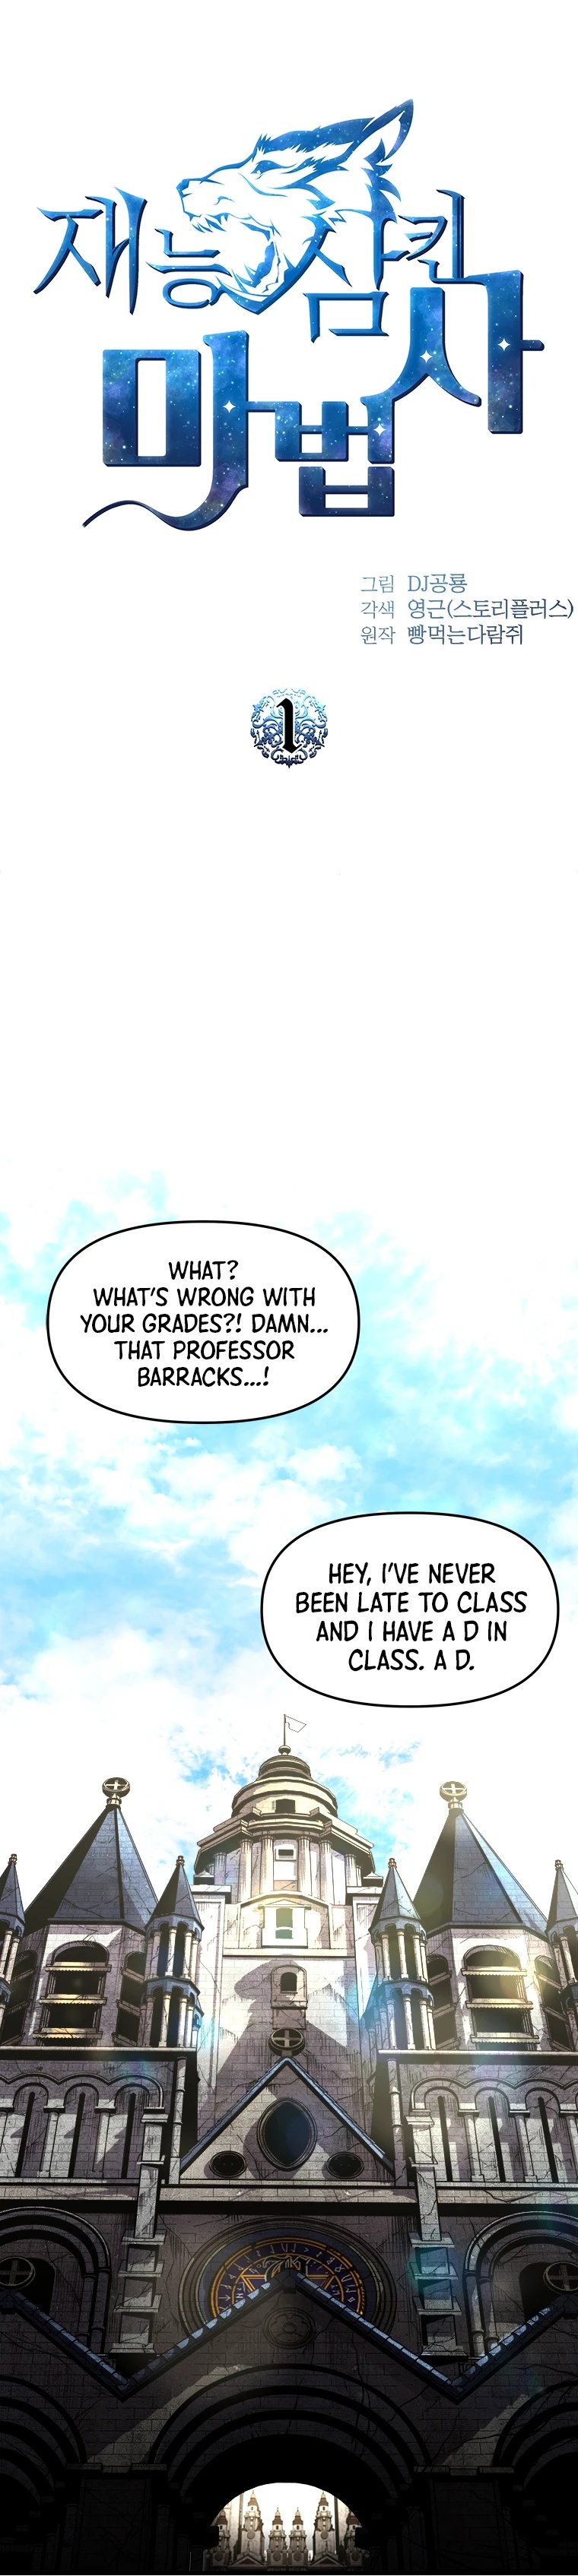 재능 삼킨
마법사
그림 DJ공룡
각색 영근(스토리플러스)
원작 빵먹는다람쥐
1
WHAT?
WHAT'S WRONG WITH
YOUR GRADES?! DAMN...
THAT PROFESSOR
BARRACKS...!
HEY, I'VE NEVER
BEEN LATE TO CLASS
AND I HAVE A D IN
CLASS. A D.